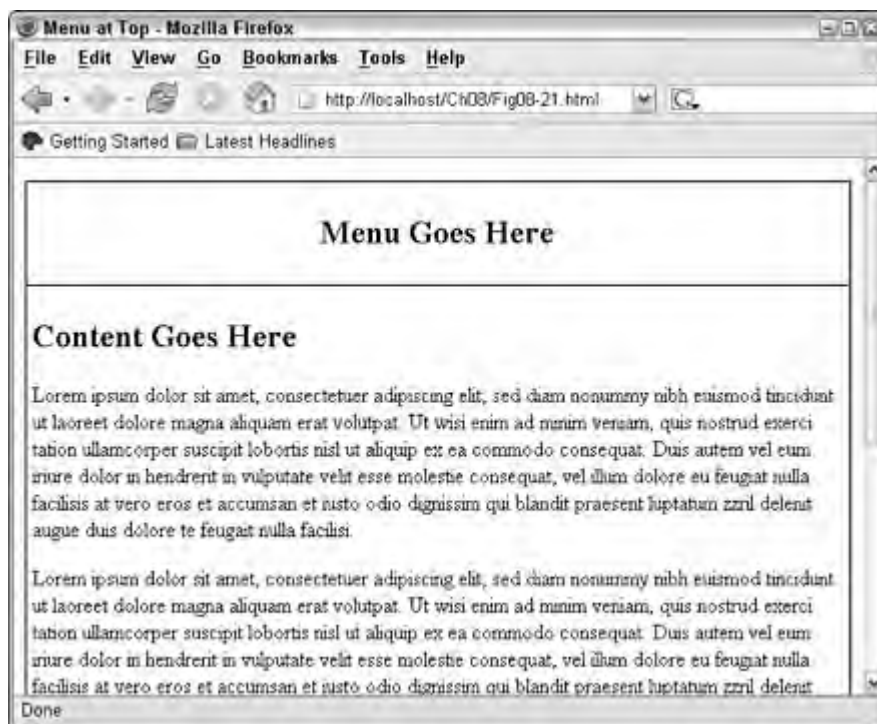 Menu at Top - Mozilla Firefox
File Edit View Go Bookmarks Tools Help
http://localhost/Ch08/Fig08-21.html
Getting Started Latest Headlines
Menu Goes Here
Content Goes Here
Lorem ipsum dolor sit amet, consectetuer adipiscing elit, sed diam nonummy nibh euismod tincidunt
ut laoreet dolore magna aliquam erat volutpat. Ut wisi enim ad minim veniam, quis nostrud exerci
tation ullamcorper suscipit lobortis nisl ut aliquip ex ea commodo consequat. Duis autem vel eum
iriure dolor in hendrerit in vulputate velit esse molestie consequat, vel illum dolore eu feugiat nulla
facilisis at vero eros et accumsan et iusto odio dignissim qui blandit praesent luptatum zzril delenit
augue duis dolore te feugait nulla facilisi.
Lorem ipsum dolor sit amet, consectetuer adipiscing elit, sed diam nonummy nibh euismod tincidunt
ut laoreet dolore magna aliquam erat volutpat. Ut wisi enim ad minim veniam, quis nostrud exerci
tation ullamcorper suscipit lobortis nisl ut aliquip ex ea commodo consequat. Duis autem vel eum
iriure dolor in hendrerit in vulputate velit esse molestie consequat, vel illum dolore eu feugiat nulla
facilisis at vero eros et accumsan et iusto odio dignissim qui blandit praesent luptatum zzril delenit
Done